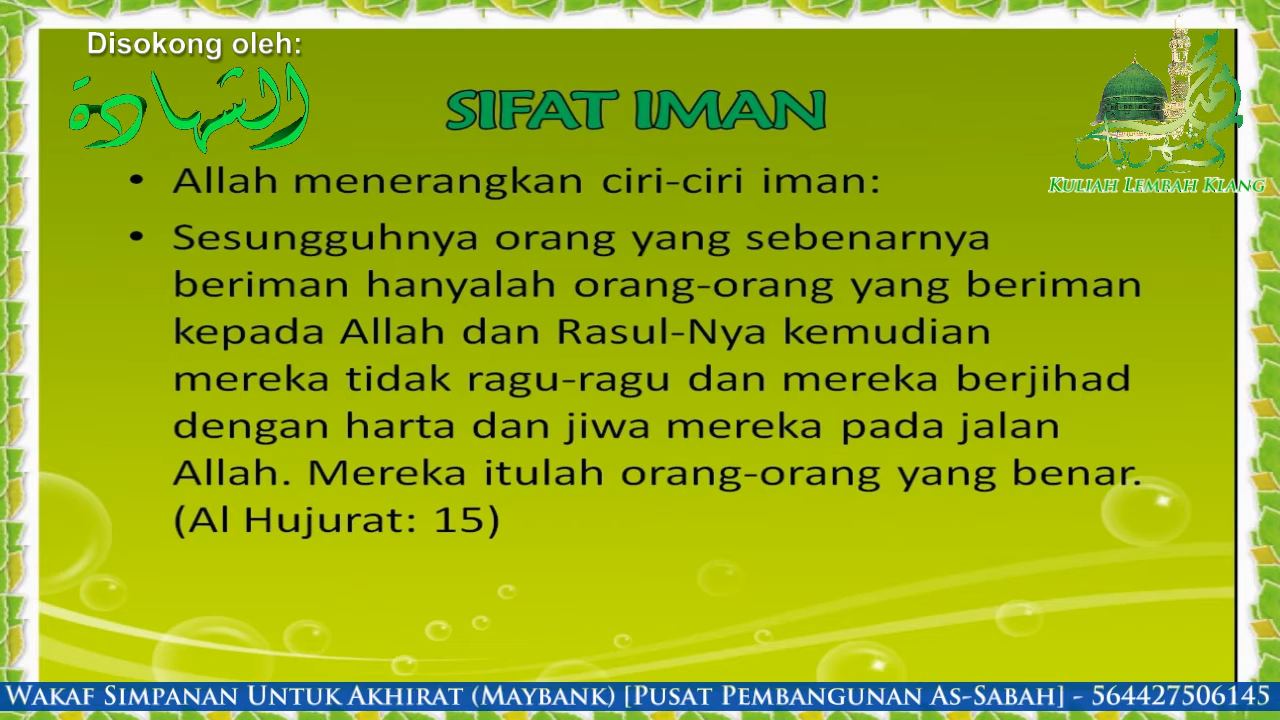 Disokong oleh:
الشهادة
SIFAT IMAN
KULIAH LEMBAH KLANG
• Allah menerangkan ciri-ciri iman:
• Sesungguhnya orang yang sebenarnya
beriman hanyalah orang-orang yang beriman
kepada Allah dan Rasul-Nya kemudian
mereka tidak ragu-ragu dan mereka berjihad
dengan harta dan jiwa mereka pada jalan
Allah. Mereka itulah orang-orang yang benar.
(Al Hujurat: 15)
WAKAF SIMPANAN UNTUK AKHIRAT (MAYBANK) [PUSAT PEMBANGUNAN AS-SABAH] - 564427506145